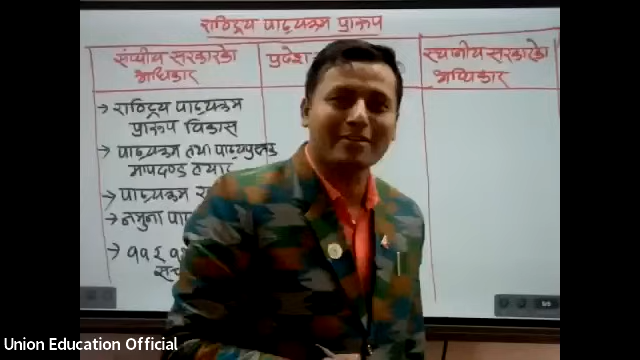 राष्ट्रिय पाठ्यक्रम प्रारूप
संघीय सरकारको
अधिकार
प्रदेश
स्थानीय सरकारको
अधिकार
→ राष्ट्रिय पाठ्यक्रम
प्रारूप विकास
→ पाठ्यक्रम तथा पाठ्यपुस्तक
मापदण्ड तयार
→ पाठ्यक्रम
→ नमुना
→ ११ र
Union Education Official